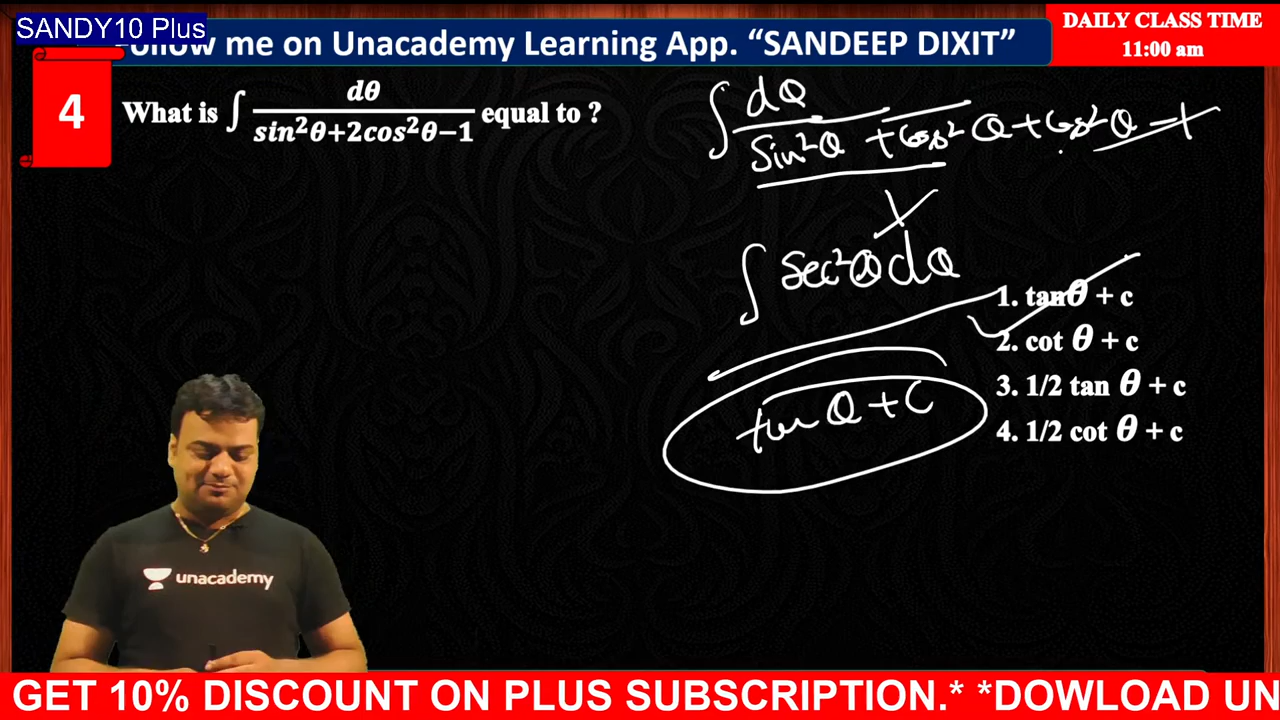 SANDY10 Plus
Follow me on Unacademy Learning App. “SANDEEP DIXIT”
DAILY CLASS TIME
11:00 am
4
What is ∫ dθ / sin²θ+2cos²θ−1 equal to ?
∫ dθ / sin²θ + cos²θ + cos²θ − 1
1
∫ sec²θ dθ
tan θ + c
1. tanθ + c
2. cot θ + c
3. 1/2 tan θ + c
4. 1/2 cot θ + c
unacademy
GET 10% DISCOUNT ON PLUS SUBSCRIPTION.* *DOWLOAD UN